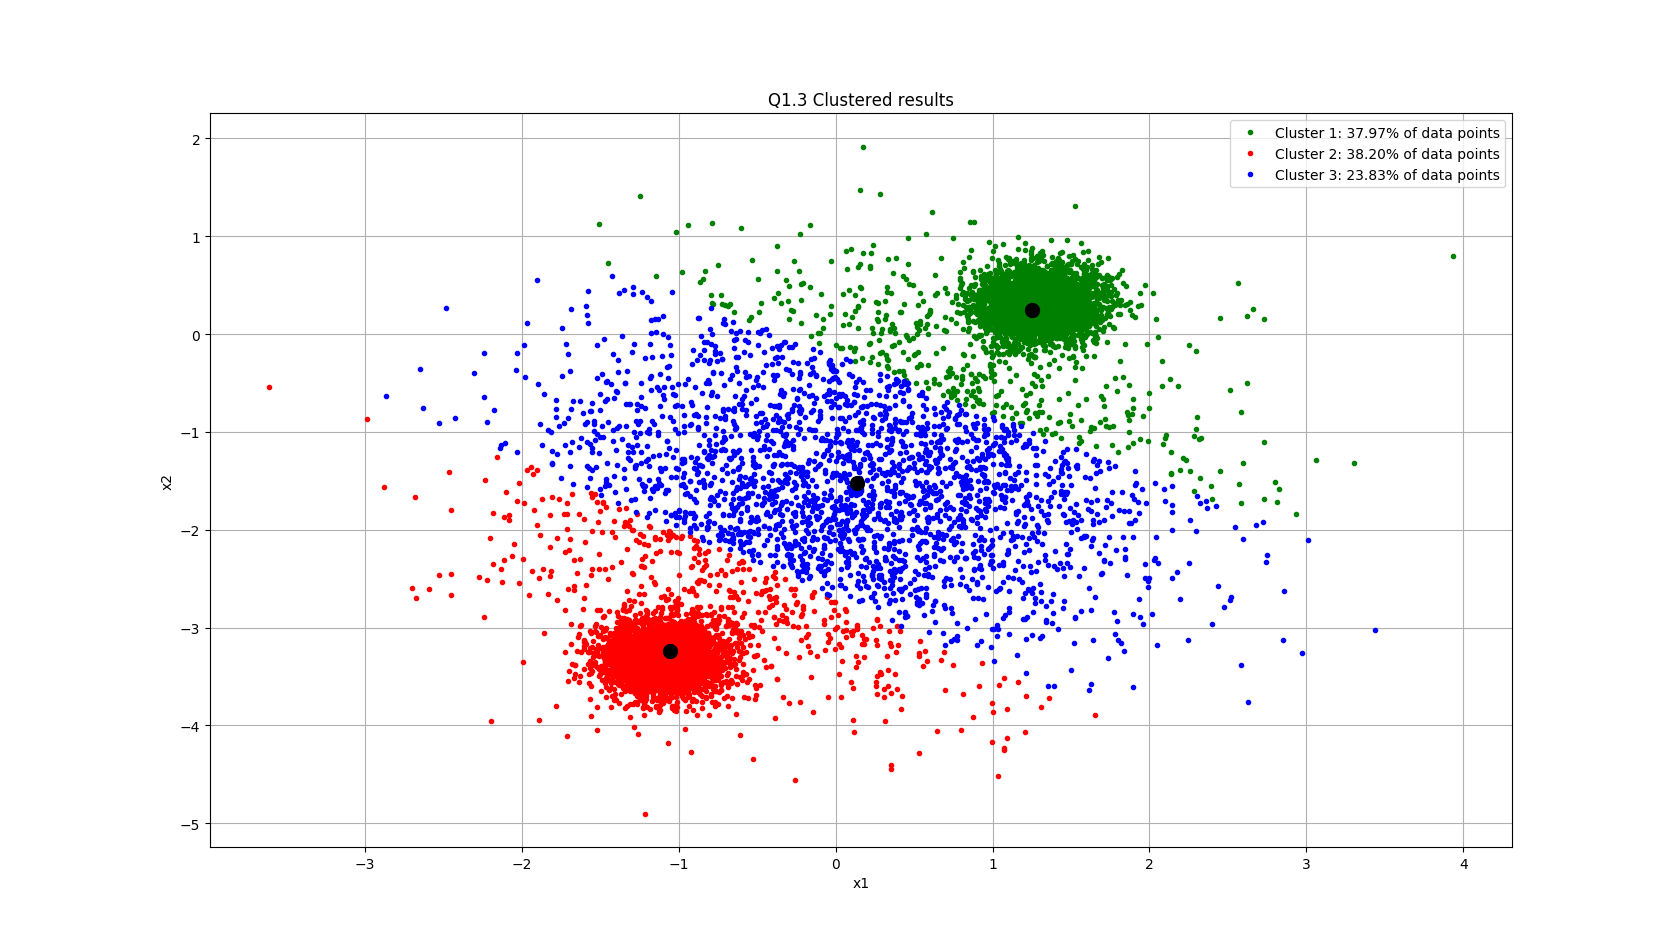 Q1.3 Clustered results
Cluster 1: 37.97% of data points
Cluster 2: 38.20% of data points
Cluster 3: 23.83% of data points
2
1
0
−1
−2
−3
−4
−5
x2
−3 −2 −1 0 1 2 3 4
x1